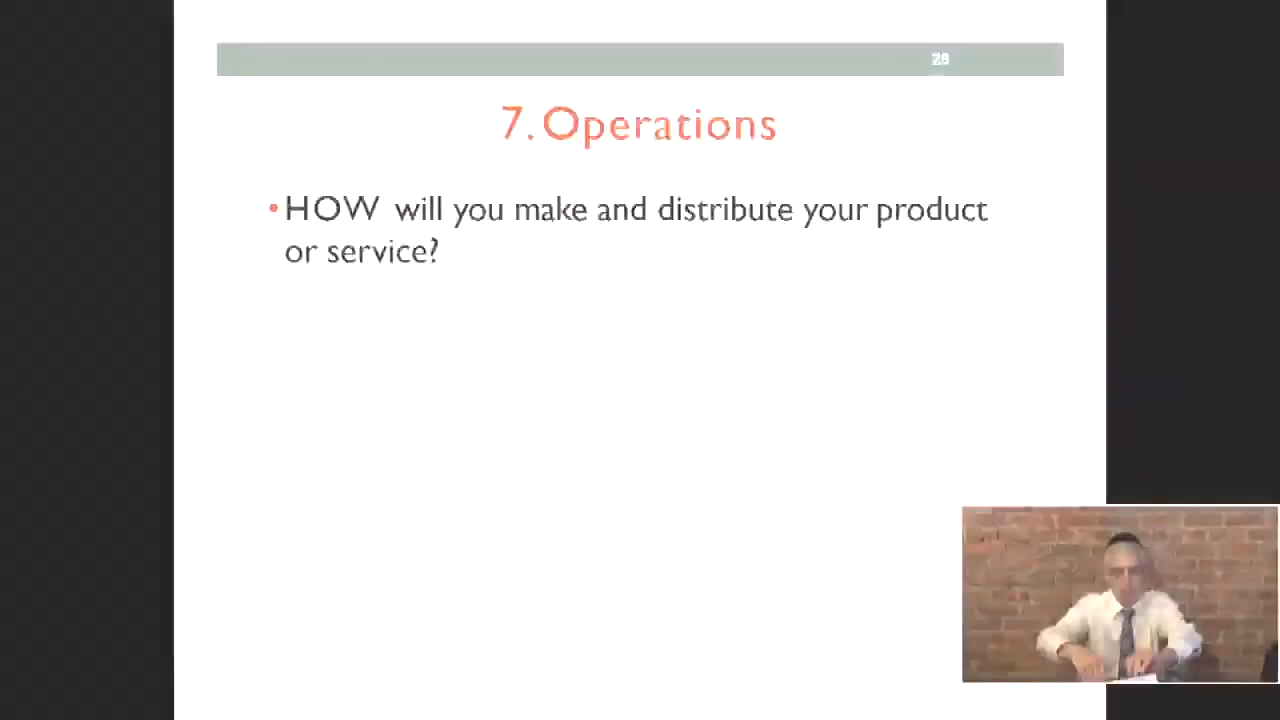 28
7. Operations
•HOW will you make and distribute your product
or service?